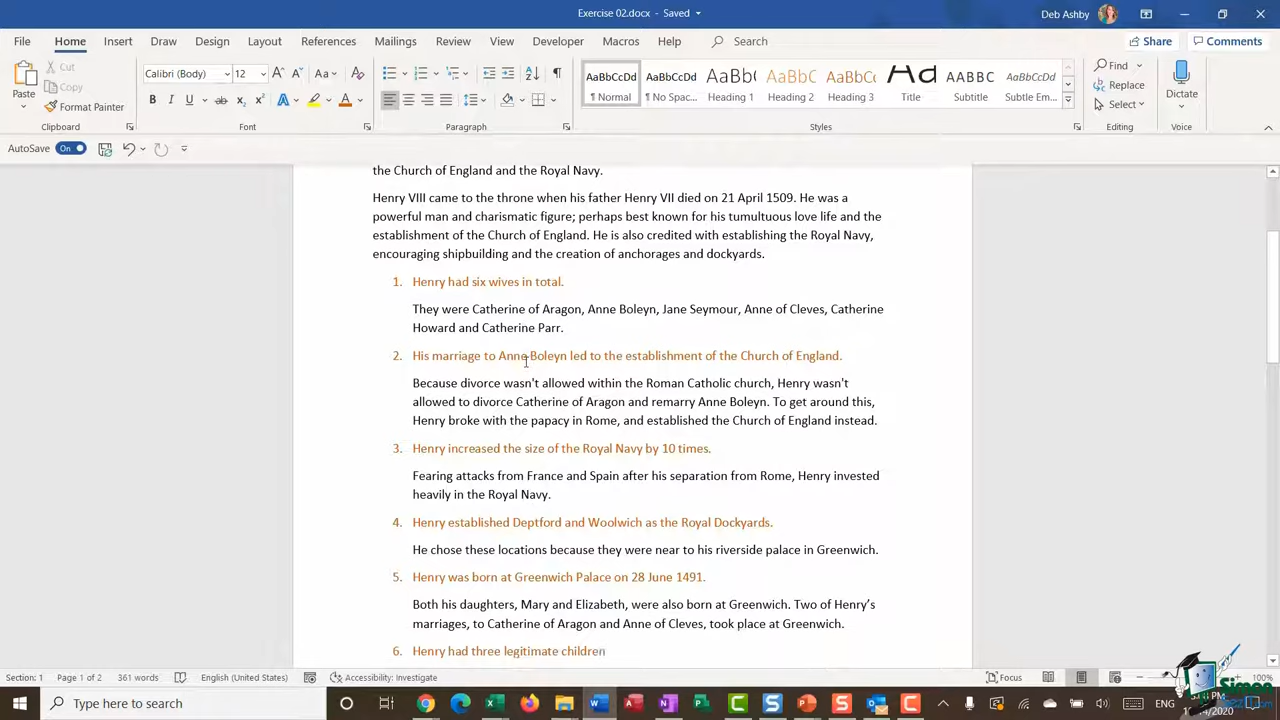 Exercise 02.docx - Saved
Deb Ashby
File Home Insert Draw Design Layout References Mailings Review View Developer Macros Help Search Share Comments
Paste
Cut
Copy
Format Painter
Calibri (Body) 12
AaBbCcDd AaBbCcDd AaBbC AaBbCc AaBbCc Hd AABBC AaBbCcDd
¶ Normal ¶ No Spac... Heading 1 Heading 2 Heading 3 Title Subtitle Subtle Em...
Find
Replace
Select
Dictate
Clipboard Font Paragraph Styles Editing Voice
AutoSave On
the Church of England and the Royal Navy.
Henry VIII came to the throne when his father Henry VII died on 21 April 1509. He was a
powerful man and charismatic figure; perhaps best known for his tumultuous love life and the
establishment of the Church of England. He is also credited with establishing the Royal Navy,
encouraging shipbuilding and the creation of anchorages and dockyards.
1. Henry had six wives in total.
They were Catherine of Aragon, Anne Boleyn, Jane Seymour, Anne of Cleves, Catherine
Howard and Catherine Parr.
2. His marriage to Anne Boleyn led to the establishment of the Church of England.
Because divorce wasn't allowed within the Roman Catholic church, Henry wasn't
allowed to divorce Catherine of Aragon and remarry Anne Boleyn. To get around this,
Henry broke with the papacy in Rome, and established the Church of England instead.
3. Henry increased the size of the Royal Navy by 10 times.
Fearing attacks from France and Spain after his separation from Rome, Henry invested
heavily in the Royal Navy.
4. Henry established Deptford and Woolwich as the Royal Dockyards.
He chose these locations because they were near to his riverside palace in Greenwich.
5. Henry was born at Greenwich Palace on 28 June 1491.
Both his daughters, Mary and Elizabeth, were also born at Greenwich. Two of Henry’s
marriages, to Catherine of Aragon and Anne of Cleves, took place at Greenwich.
6. Henry had three legitimate children
Section: 1 Page 1 of 2 361 words English (United States) Accessibility: Investigate Focus 100%
Type here to search ENG